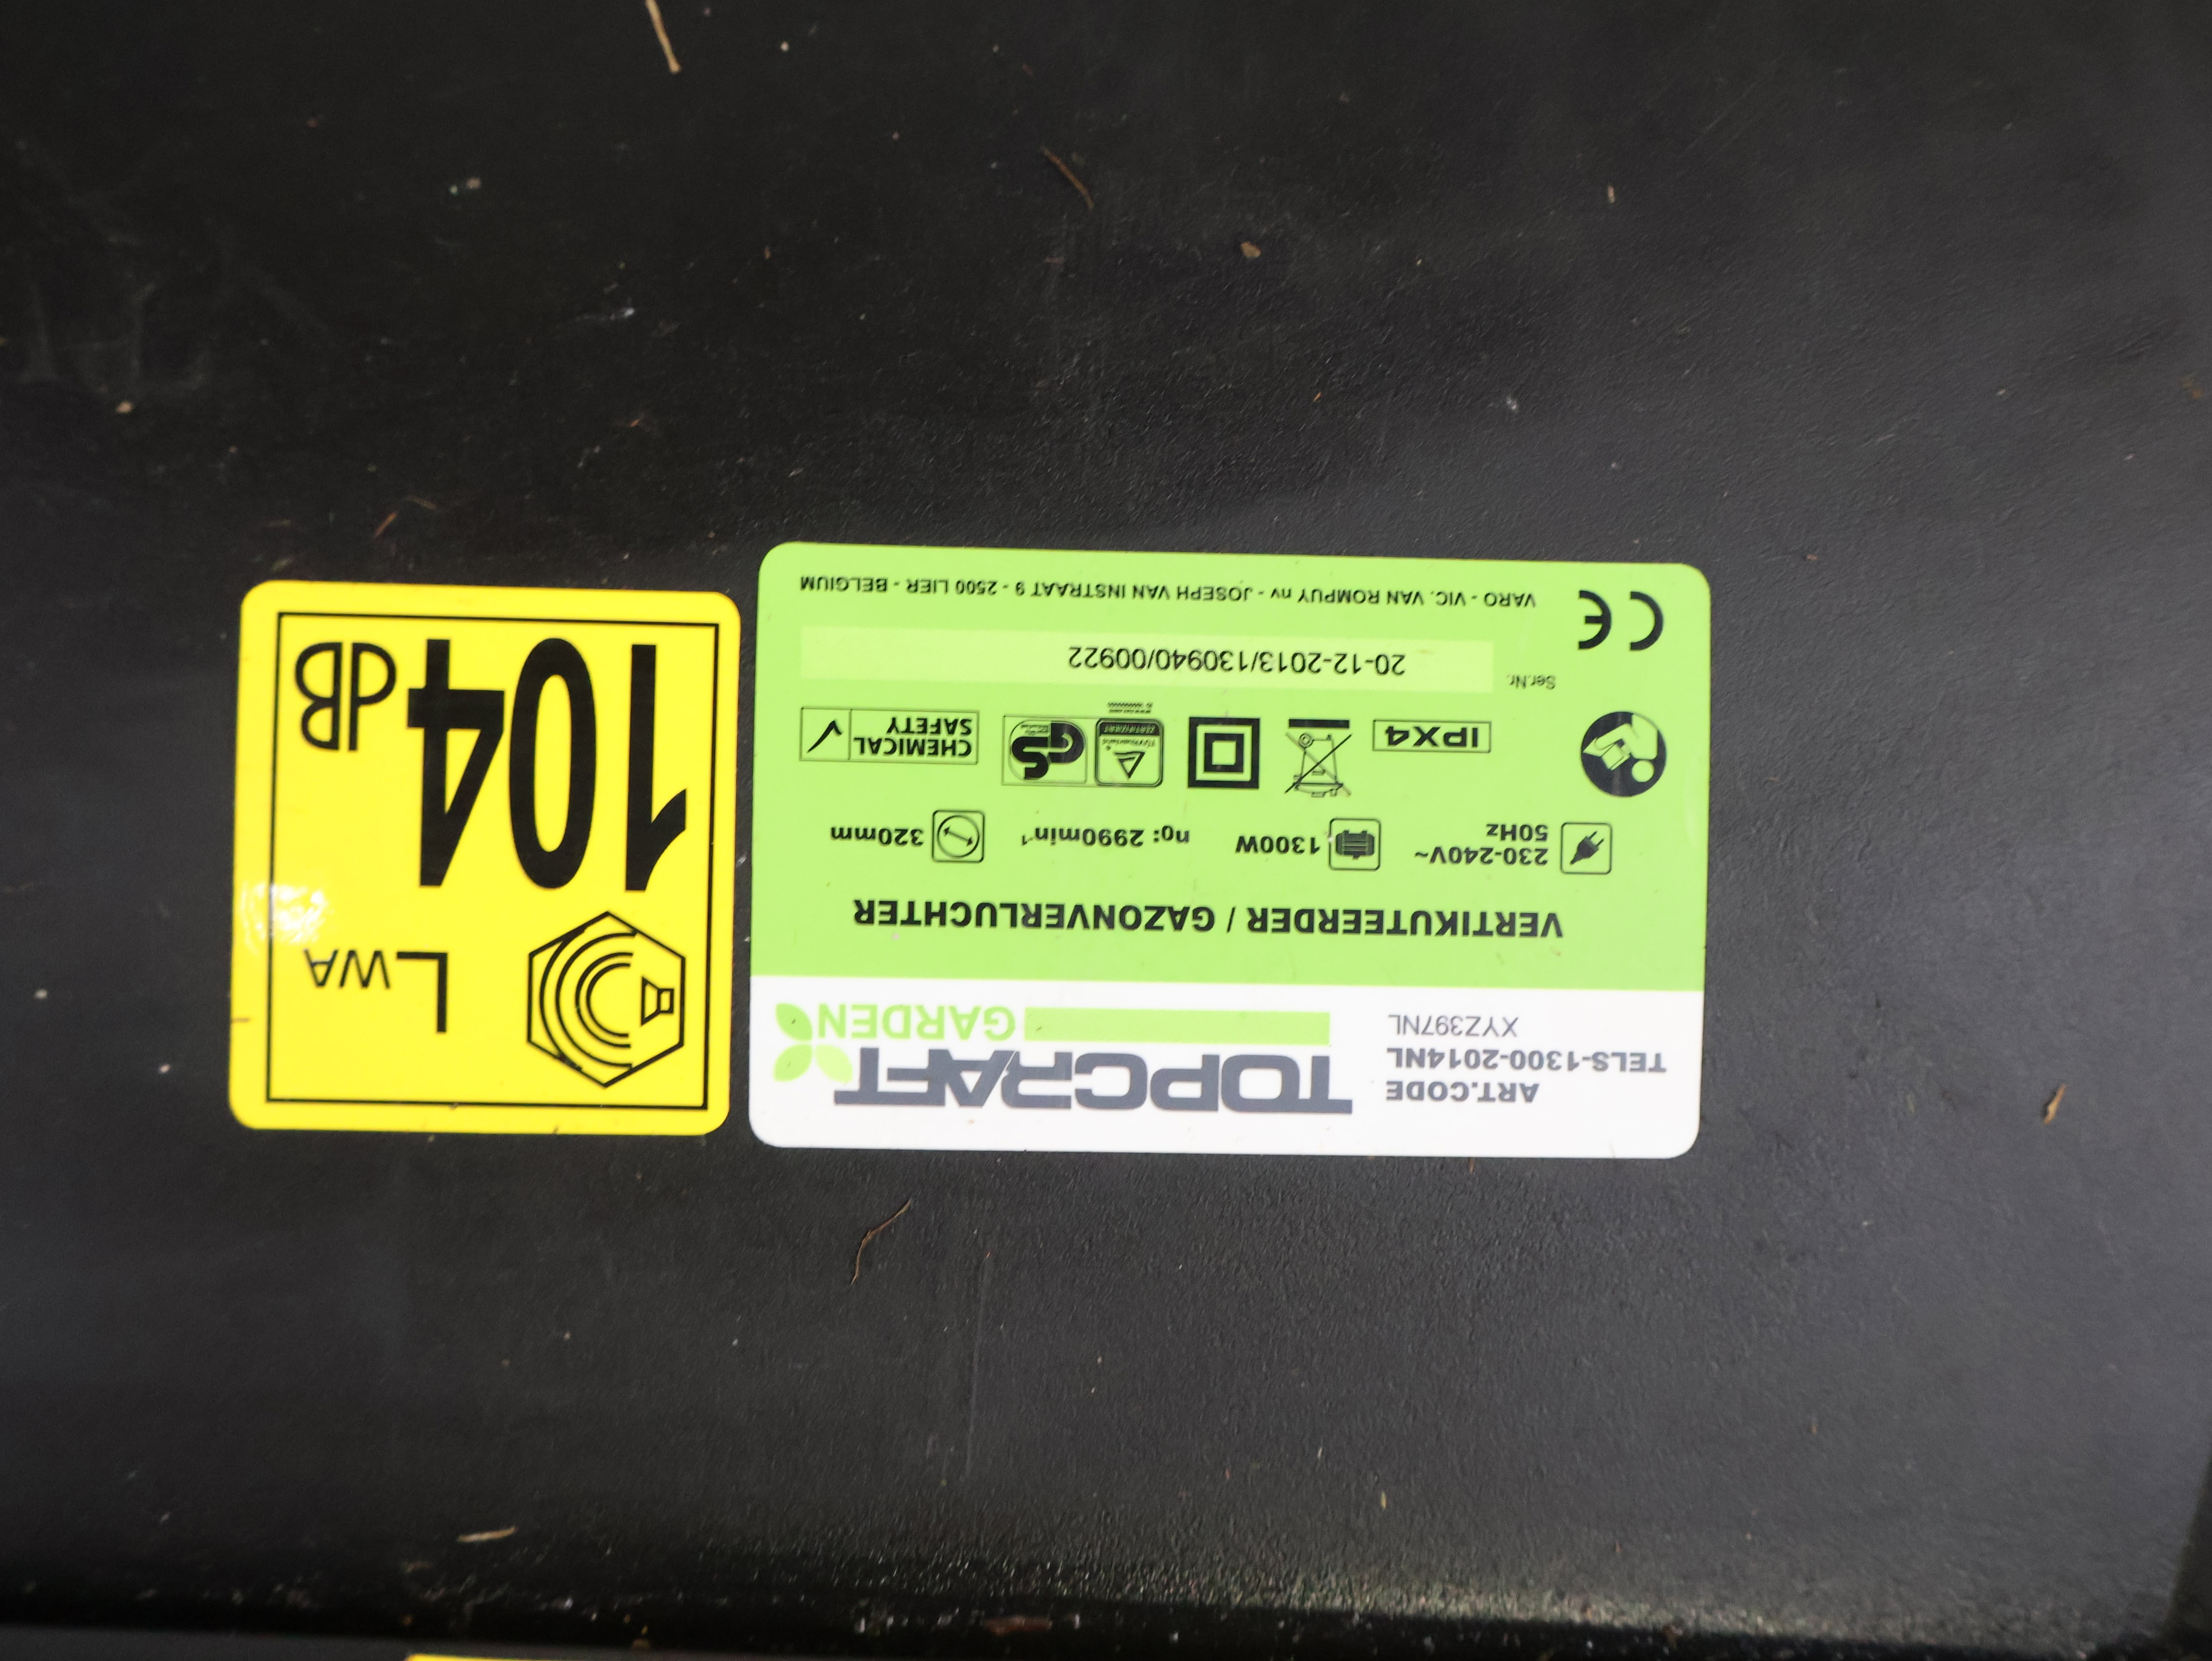 ART.CODE
TELS-1300-2014NL
XYZ397NL
TOPCRAFT
GARDEN
VERTIKUTEERDER / GAZONVERLUCHTER
230-240V~
50Hz
1300W
n0: 2990min-1
320mm
IPX4
GS
CHEMICAL
SAFETY
Ser.Nr.
20-12-2013/130940/00922
CE
VARO - VIC. VAN ROMPUY nv - JOSEPH VAN INSTRAAT 9 - 2500 LIER - BELGIUM
LWA
104 dB